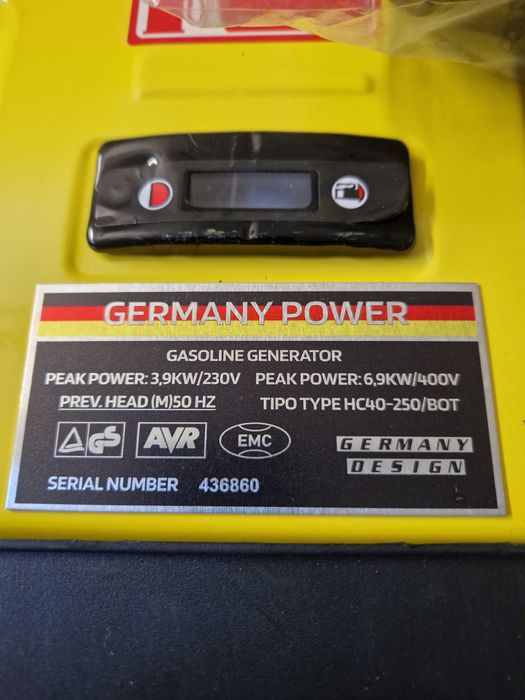 GERMANY POWER
GASOLINE GENERATOR
PEAK POWER: 3,9KW/230V PEAK POWER: 6,9KW/400V
PREV. HEAD (M)50 HZ TIPO TYPE HC40-250/BOT
GS AVR EMC GERMANY
DESIGN
SERIAL NUMBER 436860